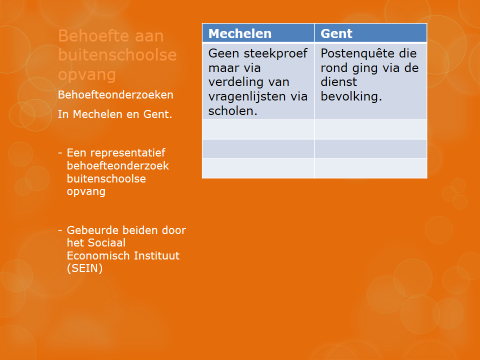 Behoefte aan
buitenschoolse
opvang
Behoefteonderzoeken
In Mechelen en Gent.
- Een representatief
behoefteonderzoek
buitenschoolse
opvang
- Gebeurde beiden door
het Sociaal
Economisch Instituut
(SEIN)
Mechelen
Geen steekproef
maar via
verdeling van
vragenlijsten via
scholen.
Gent
Postenquête die
rond ging via de
dienst
bevolking.